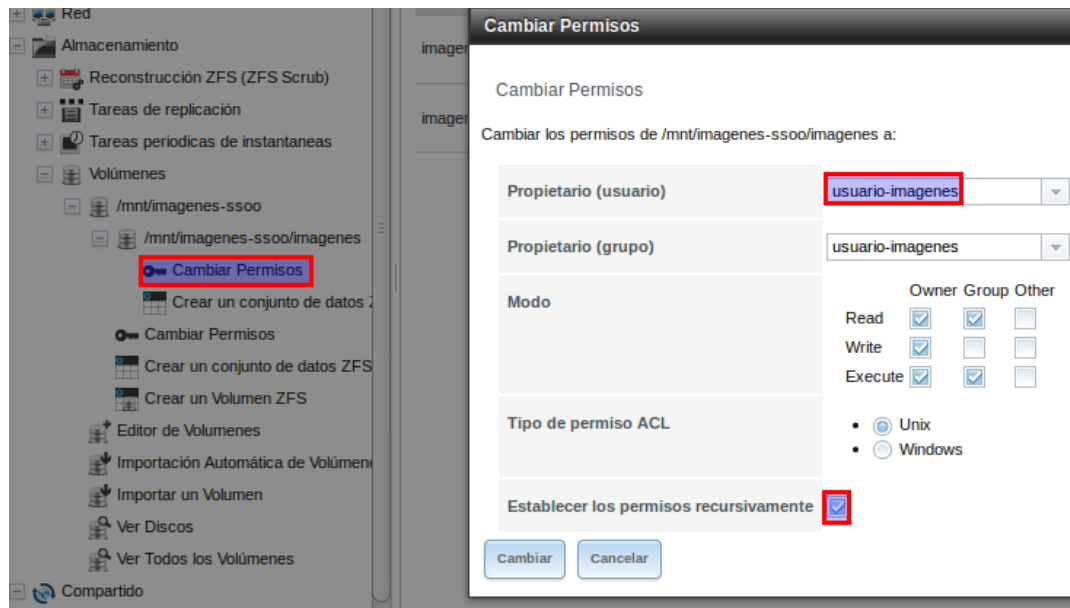 Red
Almacenamiento
Reconstrucción ZFS (ZFS Scrub)
Tareas de replicación
Tareas periodicas de instantaneas
Volúmenes
/mnt/imagenes-ssoo
/mnt/imagenes-ssoo/imagenes
Cambiar Permisos
Crear un conjunto de datos
Cambiar Permisos
Crear un conjunto de datos ZFS
Crear un Volumen ZFS
Editor de Volumenes
Importación Automática de
Importar un Volumen
Ver Discos
Ver Todos los Volúmenes
Compartido
Cambiar Permisos
Cambiar Permisos
Cambiar los permisos de /mnt/imagenes-ssoo/imagenes a:
Propietario (usuario) usuario-imagenes
Propietario (grupo) usuario-imagenes
Modo
Owner Group Other
Read
Write
Execute
Tipo de permiso ACL
Unix
Windows
Establecer los permisos recursivamente
Cambiar Cancelar